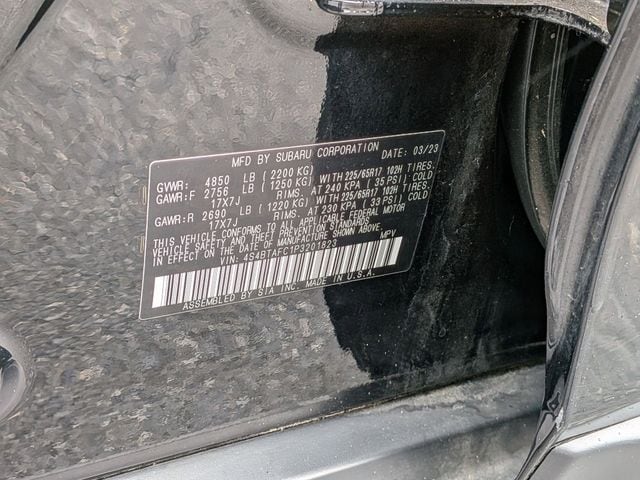 MFD BY SUBARU CORPORATION DATE: 03/23
GVWR: 4850 LB (2200 KG)
GAWR:F 2756 LB (1250 KG) WITH 225/65R17 102H TIRES.
17X7J RIMS. AT 240 KPA (35 PSI) COLD
GAWR:R 2690 LB (1220 KG) WITH 225/65R17 102H TIRES.
17X7J RIMS. AT 230 KPA (33 PSI) COLD
THIS VEHICLE CONFORMS TO ALL APPLICABLE FEDERAL MOTOR
VEHICLE SAFETY AND THEFT PREVENTION STANDARDS
IN EFFECT ON THE DATE OF MANUFACTURE SHOWN ABOVE.
VIN: 4S4BTAFC1P3201823 MPV
ASSEMBLED BY SIA INC. MADE IN U.S.A.